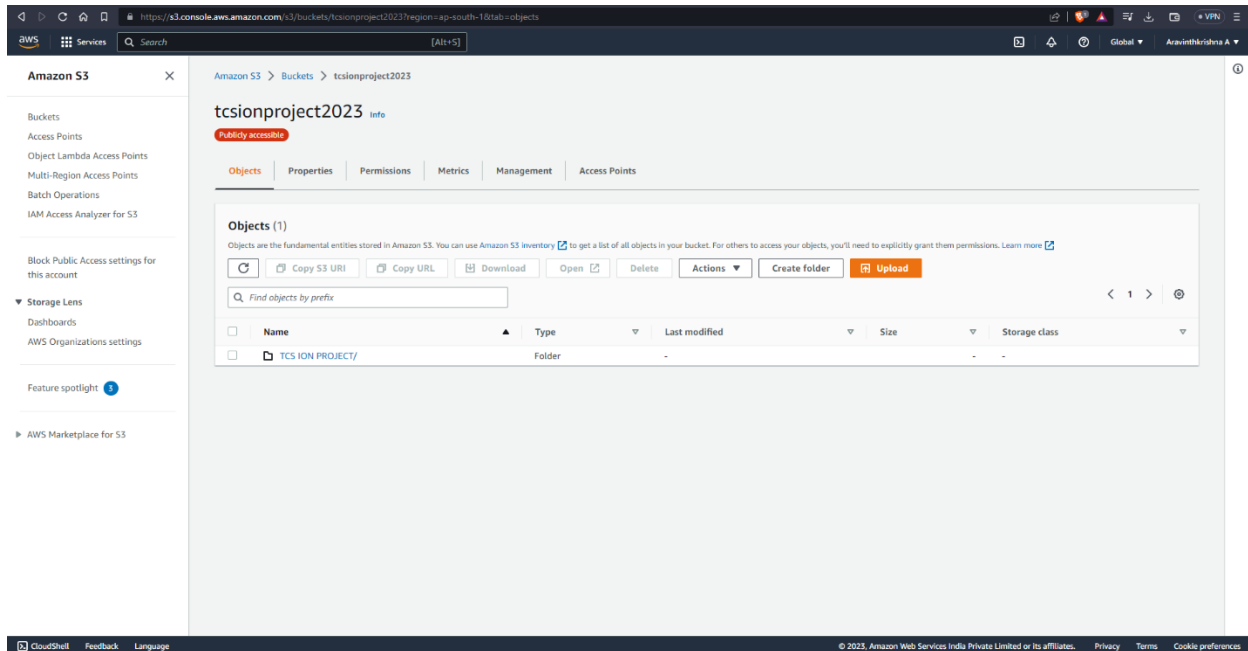 https://s3.console.aws.amazon.com/s3/buckets/tcsionproject2023?region=ap-south-1&tab=objects
VPN
aws Services Search [Alt+S] Global Aravinthkrishna A
Amazon S3
Buckets
Access Points
Object Lambda Access Points
Multi-Region Access Points
Batch Operations
IAM Access Analyzer for S3
Block Public Access settings for
this account
Storage Lens
Dashboards
AWS Organizations settings
Feature spotlight 3
AWS Marketplace for S3
Amazon S3 > Buckets > tcsionproject2023
tcsionproject2023 Info
Publicly accessible
Objects Properties Permissions Metrics Management Access Points
Objects (1)
Objects are the fundamental entities stored in Amazon S3. You can use Amazon S3 inventory to get a list of all objects in your bucket. For others to access your objects, you'll need to explicitly grant them permissions. Learn more
Copy S3 URI Copy URL Download Open Delete Actions Create folder Upload
Find objects by prefix
< 1 >
Name Type Last modified Size Storage class
TCS ION PROJECT/ Folder - - -
CloudShell Feedback Language © 2023, Amazon Web Services India Private Limited or its affiliates. Privacy Terms Cookie preferences